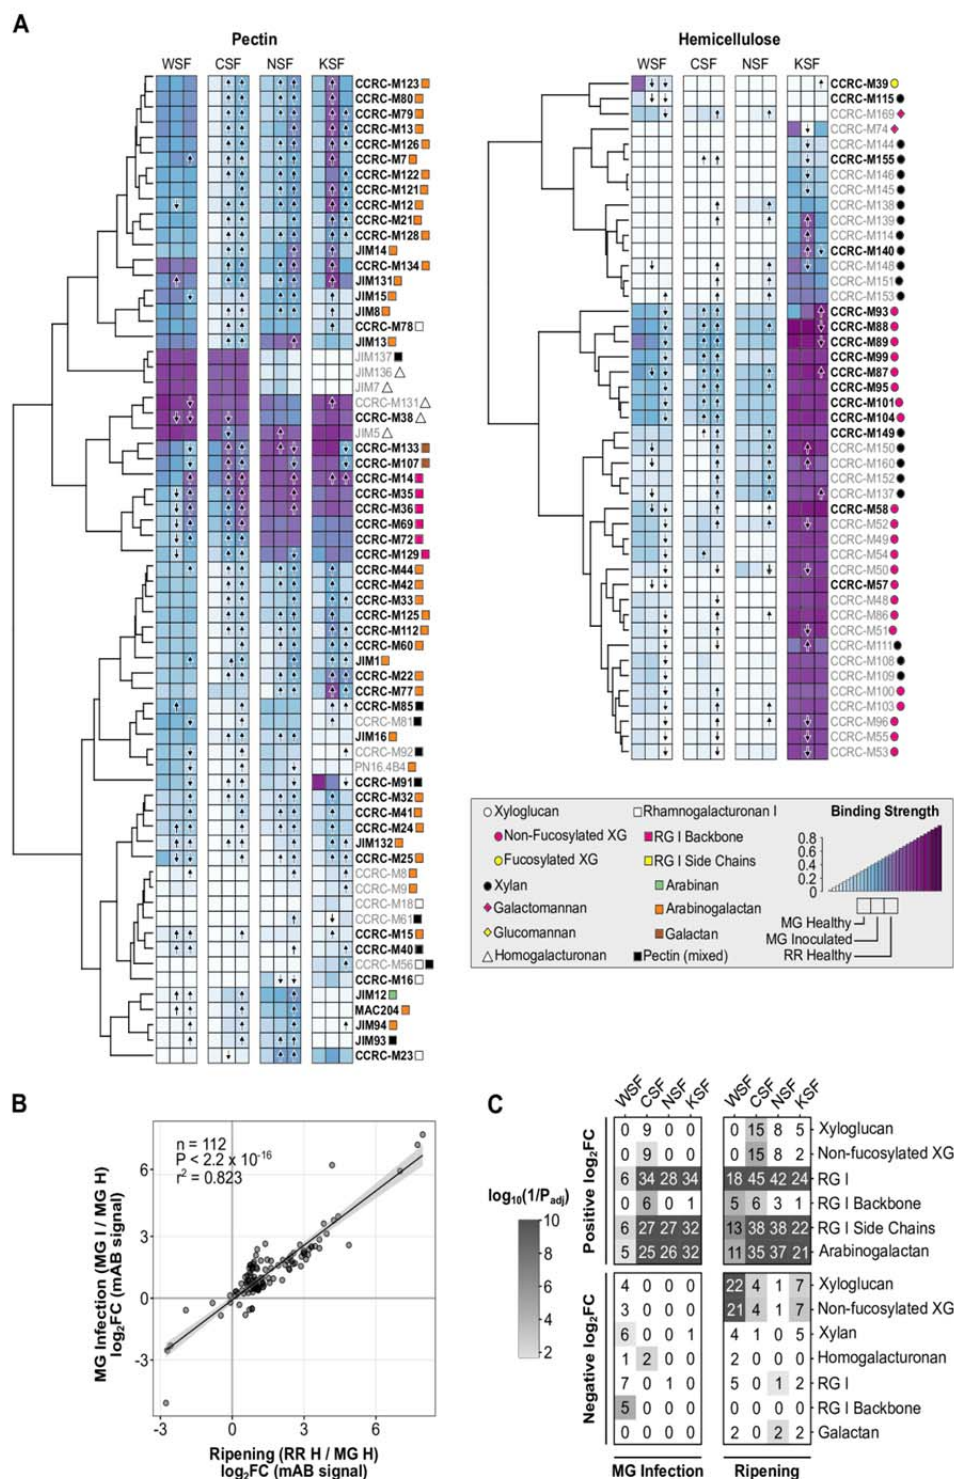 A
Pectin
WSF CSF NSF KSF
CCRC-M123
CCRC-M80
CCRC-M79
CCRC-M13
CCRC-M126
CCRC-M7
CCRC-M122
CCRC-M121
CCRC-M12
CCRC-M21
CCRC-M128
JIM14
CCRC-M134
JIM131
JIM15
JIM8
CCRC-M78
JIM13
JIM137
JIM136
JIM7
CCRC-M131
CCRC-M38
JIM5
CCRC-M133
CCRC-M107
CCRC-M14
CCRC-M35
CCRC-M36
CCRC-M69
CCRC-M72
CCRC-M129
CCRC-M44
CCRC-M42
CCRC-M33
CCRC-M125
CCRC-M112
CCRC-M60
JIM1
CCRC-M22
CCRC-M77
CCRC-M85
CCRC-M81
JIM16
CCRC-M92
PN16.4B4
CCRC-M91
CCRC-M32
CCRC-M41
CCRC-M24
JIM132
CCRC-M25
CCRC-M8
CCRC-M9
CCRC-M18
CCRC-M61
CCRC-M15
CCRC-M40
CCRC-M56
CCRC-M16
JIM12
MAC204
JIM94
JIM93
CCRC-M23
Hemicellulose
WSF CSF NSF KSF
CCRC-M39
CCRC-M115
CCRC-M169
CCRC-M74
CCRC-M144
CCRC-M155
CCRC-M146
CCRC-M145
CCRC-M138
CCRC-M139
CCRC-M114
CCRC-M140
CCRC-M148
CCRC-M151
CCRC-M153
CCRC-M93
CCRC-M88
CCRC-M89
CCRC-M99
CCRC-M87
CCRC-M95
CCRC-M101
CCRC-M104
CCRC-M149
CCRC-M150
CCRC-M160
CCRC-M152
CCRC-M137
CCRC-M58
CCRC-M52
CCRC-M49
CCRC-M54
CCRC-M50
CCRC-M57
CCRC-M48
CCRC-M86
CCRC-M51
CCRC-M111
CCRC-M108
CCRC-M109
CCRC-M100
CCRC-M103
CCRC-M96
CCRC-M55
CCRC-M53
Xyloglucan
Non-Fucosylated XG
Fucosylated XG
Xylan
Galactomannan
Glucomannan
Homogalacturonan
Rhamnogalacturonan I
RG I Backbone
RG I Side Chains
Arabinan
Arabinogalactan
Galactan
Pectin (mixed)
Binding Strength
0.8
0.6
0.4
0.2
0
MG Healthy
MG Inoculated
RR Healthy
B
n = 112
P < 2.2 x 10-16
r2 = 0.823
MG Infection (MG I / MG H)
log2FC (mAB signal)
6
3
0
-3
-3 0 3 6
Ripening (RR H / MG H)
log2FC (mAB signal)
C
WSF CSF NSF KSF WSF CSF NSF KSF
log10(1/Padj)
10
8
6
4
2
Positive log2FC
0 9 0 0 0 15 8 5 Xyloglucan
0 9 0 0 0 15 8 2 Non-fucosylated XG
6 34 28 34 18 45 42 24 RG I
0 6 0 1 5 6 3 1 RG I Backbone
6 27 27 32 13 38 38 22 RG I Side Chains
5 25 26 32 11 35 37 21 Arabinogalactan
Negative log2FC
4 0 0 0 22 4 1 7 Xyloglucan
3 0 0 0 21 4 1 7 Non-fucosylated XG
6 0 0 1 4 1 0 5 Xylan
1 2 0 0 2 0 0 0 Homogalacturonan
7 0 1 0 5 0 1 2 RG I
5 0 0 0 0 0 0 0 RG I Backbone
0 0 0 0 2 0 2 2 Galactan
MG Infection Ripening